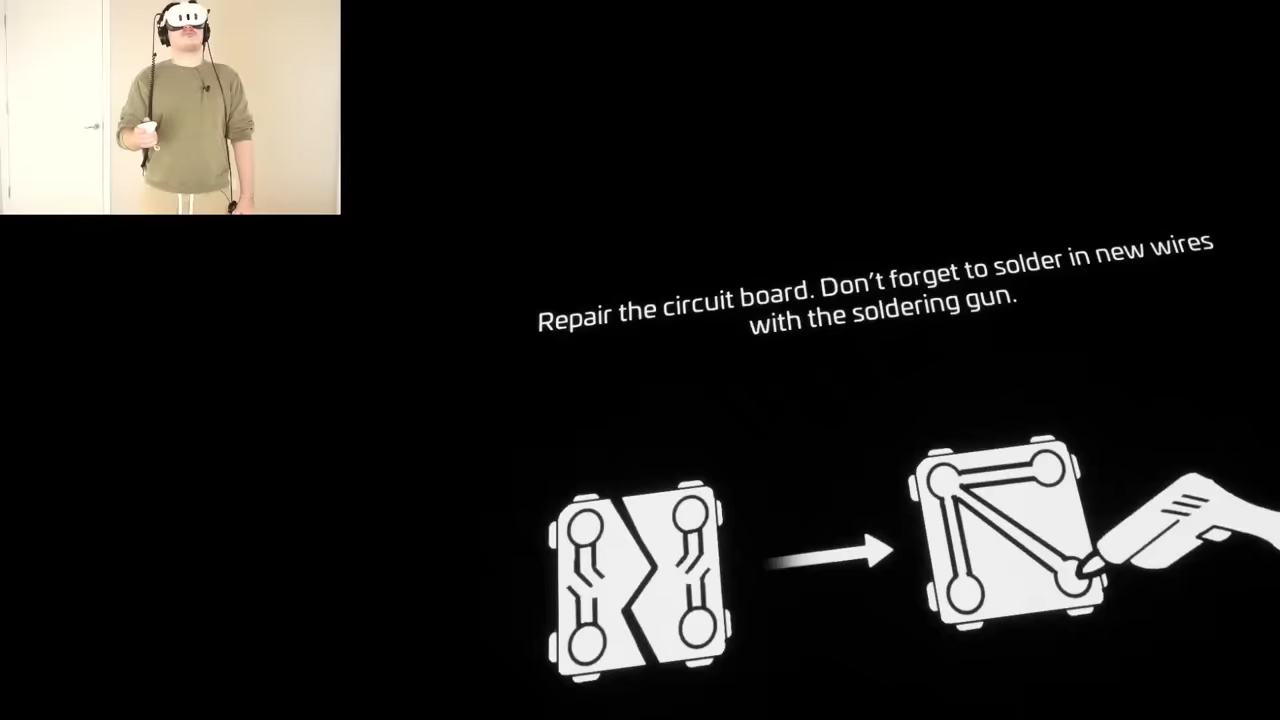 Repair the circuit board. Don't forget to solder in new wires
with the soldering gun.